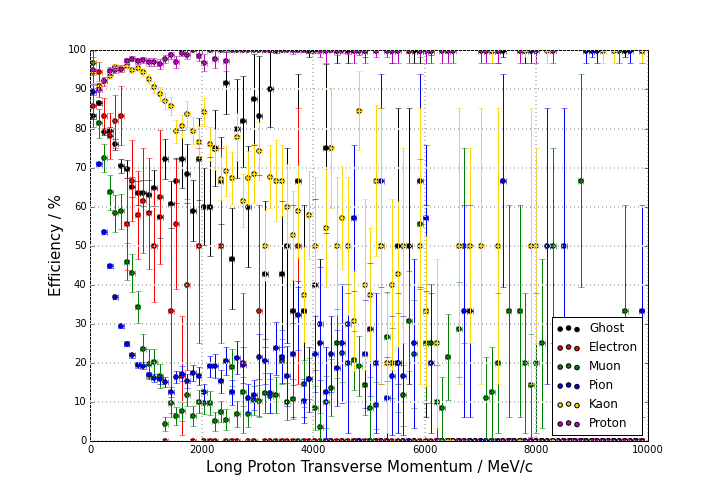 100
90
80
70
60
50
40
30
20
10
0
Efficiency / %
Ghost
Electron
Muon
Pion
Kaon
Proton
0 2000 4000 6000 8000 10000
Long Proton Transverse Momentum / MeV/c